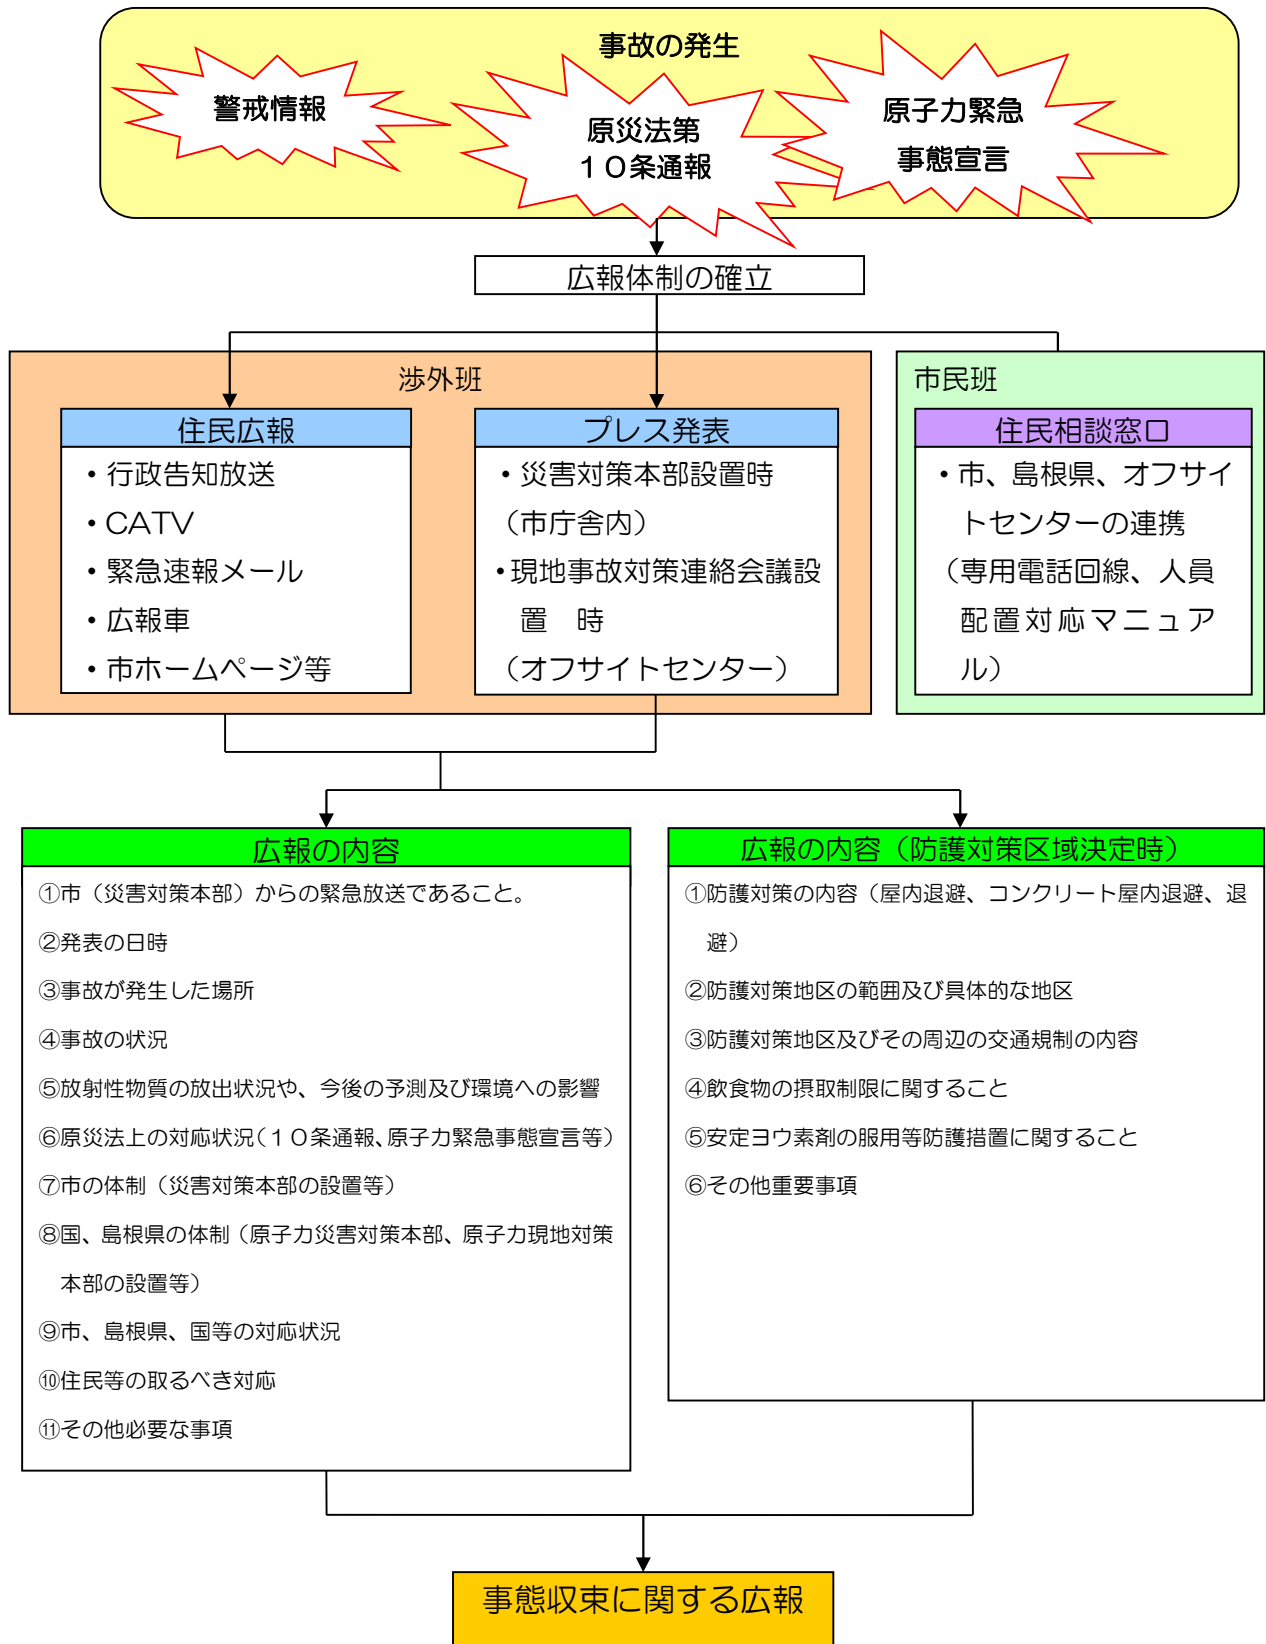 事故の発生
警戒情報
原災法第
１０条通報
原子力緊急
事態宣言
広報体制の確立
渉外班
住民広報
・行政告知放送
・CATV
・緊急速報メール
・広報車
・市ホームページ等
プレス発表
・災害対策本部設置時
（市庁舎内）
・現地事故対策連絡会議設
置　時
（オフサイトセンター）
市民班
住民相談窓口
・市、島根県、オフサイ
トセンターの連携
（専用電話回線、人員
配置対応マニュア
ル）
広報の内容
①市（災害対策本部）からの緊急放送であること。
②発表の日時
③事故が発生した場所
④事故の状況
⑤放射性物質の放出状況や、今後の予測及び環境への影響
⑥原災法上の対応状況（１０条通報、原子力緊急事態宣言等）
⑦市の体制（災害対策本部の設置等）
⑧国、島根県の体制（原子力災害対策本部、原子力現地対策
本部の設置等）
⑨市、島根県、国等の対応状況
⑩住民等の取るべき対応
⑪その他必要な事項
広報の内容（防護対策区域決定時）
①防護対策の内容（屋内退避、コンクリート屋内退避、退
避）
②防護対策地区の範囲及び具体的な地区
③防護対策地区及びその周辺の交通規制の内容
④飲食物の摂取制限に関すること
⑤安定ヨウ素剤の服用等防護措置に関すること
⑥その他重要事項
事態収束に関する広報